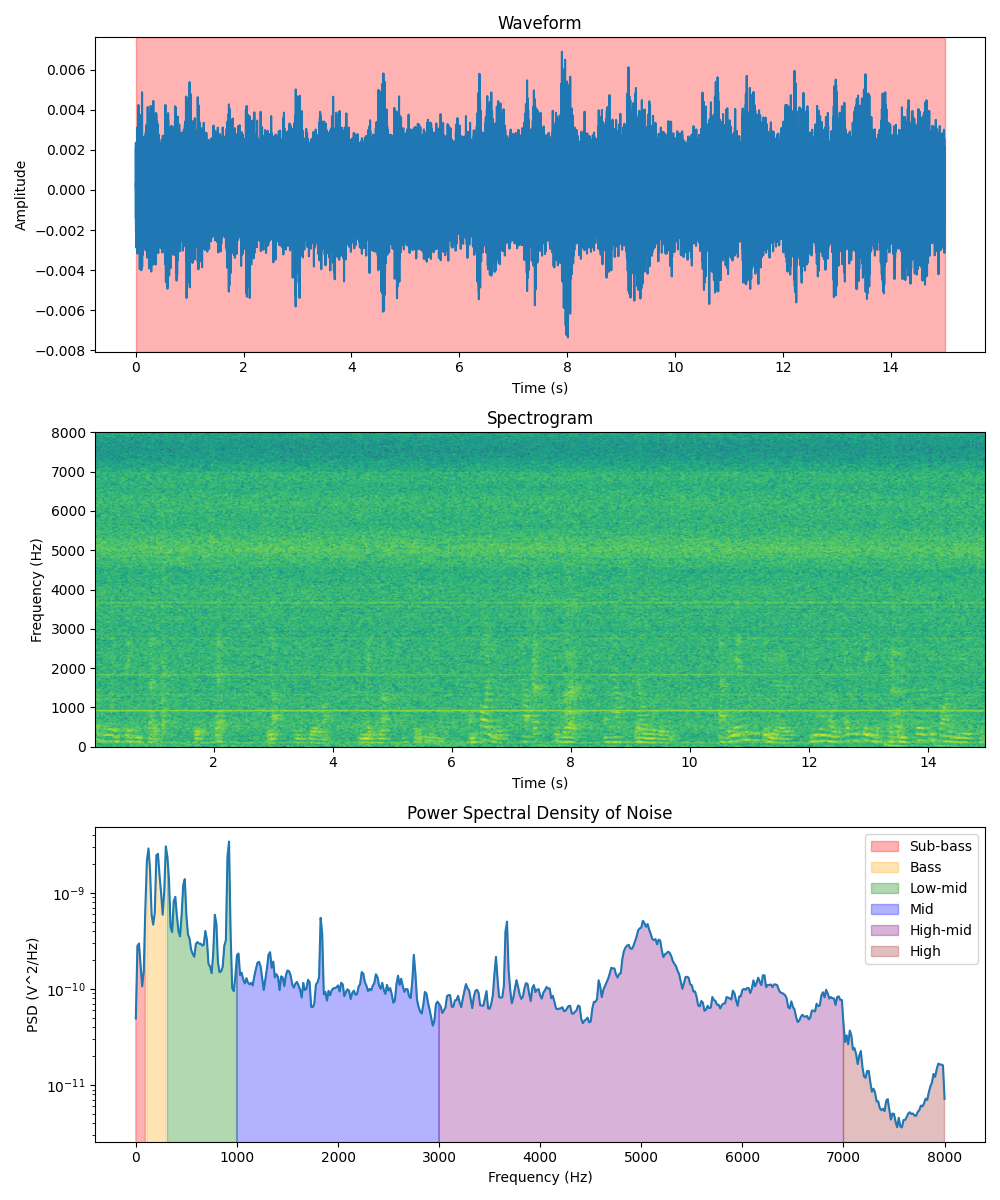 Waveform
0.006
0.004
0.002
0.000
−0.002
−0.004
−0.006
−0.008
Amplitude
0 2 4 6 8 10 12 14
Time (s)
Spectrogram
8000
7000
6000
5000
4000
3000
2000
1000
0
Frequency (Hz)
2 4 6 8 10 12 14
Time (s)
Power Spectral Density of Noise
10⁻⁹
10⁻¹⁰
10⁻¹¹
PSD (V^2/Hz)
Sub-bass
Bass
Low-mid
Mid
High-mid
High
0 1000 2000 3000 4000 5000 6000 7000 8000
Frequency (Hz)